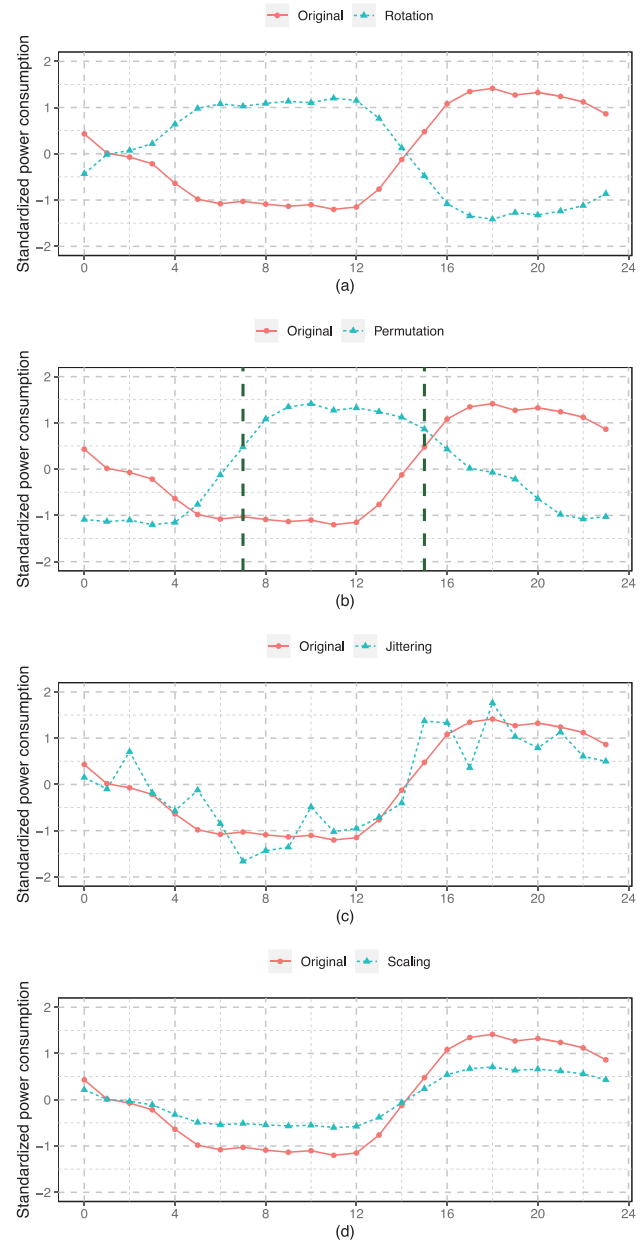 Original Rotation
Standardized power consumption
2
1
0
−1
−2
0 4 8 12 16 20 24
(a)
Original Permutation
Standardized power consumption
2
1
0
−1
−2
0 4 8 12 16 20 24
(b)
Original Jittering
Standardized power consumption
2
1
0
−1
−2
0 4 8 12 16 20 24
(c)
Original Scaling
Standardized power consumption
2
1
0
−1
−2
0 4 8 12 16 20 24
(d)